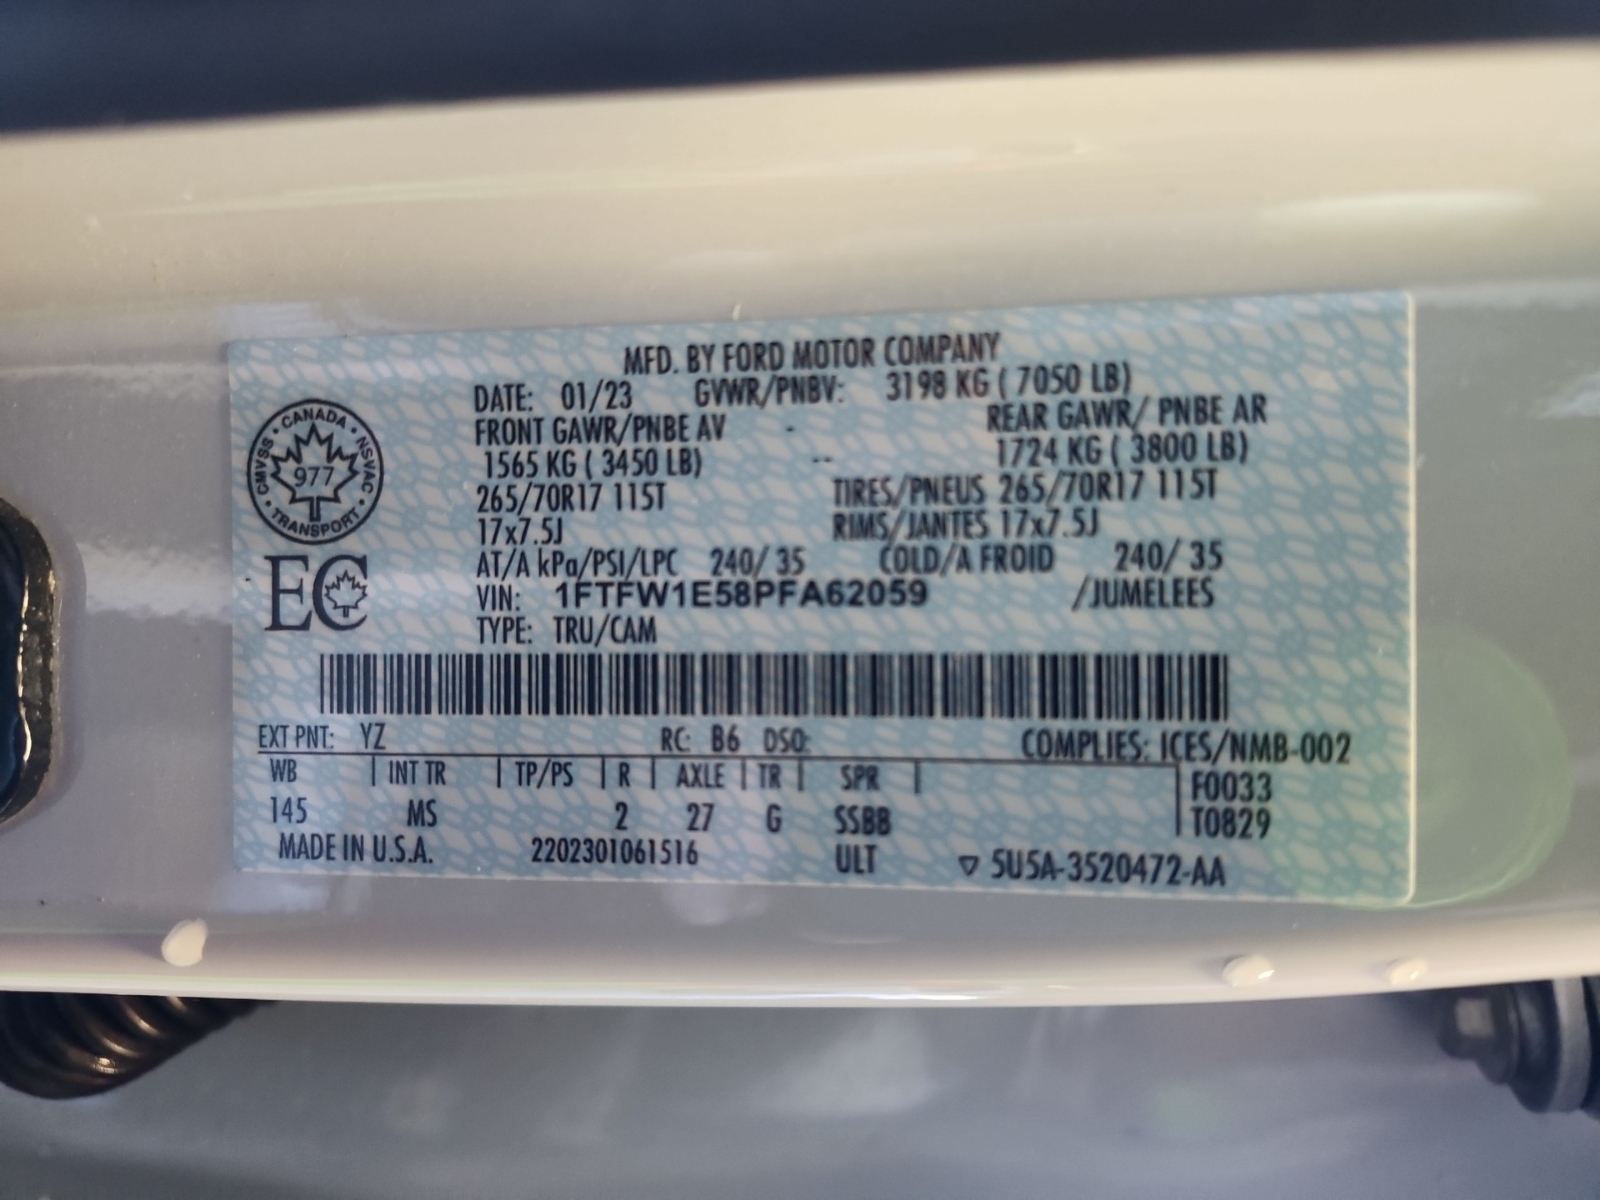 MFD. BY FORD MOTOR COMPANY
DATE: 01/23 GVWR/PNBV: 3198 KG ( 7050 LB)
FRONT GAWR/PNBE AV - REAR GAWR/ PNBE AR
1565 KG ( 3450 LB) -- 1724 KG ( 3800 LB)
265/70R17 115T TIRES/PNEUS 265/70R17 115T
17x7.5J RIMS/JANTES 17x7.5J
AT/A kPa/PSI/LPC 240/ 35 COLD/A FROID 240/ 35
VIN: 1FTFW1E58PFA62059 /JUMELEES
TYPE: TRU/CAM
CANADA
CMVSS 977 NSVAC
TRANSPORT
EC
EXT PNT: YZ RC: B6 DSO: COMPLIES: ICES/NMB-002
WB | INT TR | TP/PS | R | AXLE | TR | SPR | F0033
145 MS 2 27 G SSBB T0829
MADE IN U.S.A. 2202301061516 ULT ▽ 5U5A-3520472-AA